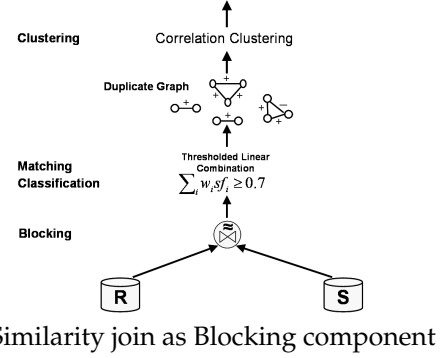 Clustering
Correlation Clustering
Duplicate Graph
+
+
+
+
+
−
+
+
Matching
Classification
Thresholded Linear
Combination
∑i wi sfi ≥ 0.7
Blocking
≈
⋈
R
S
Similarity join as Blocking component